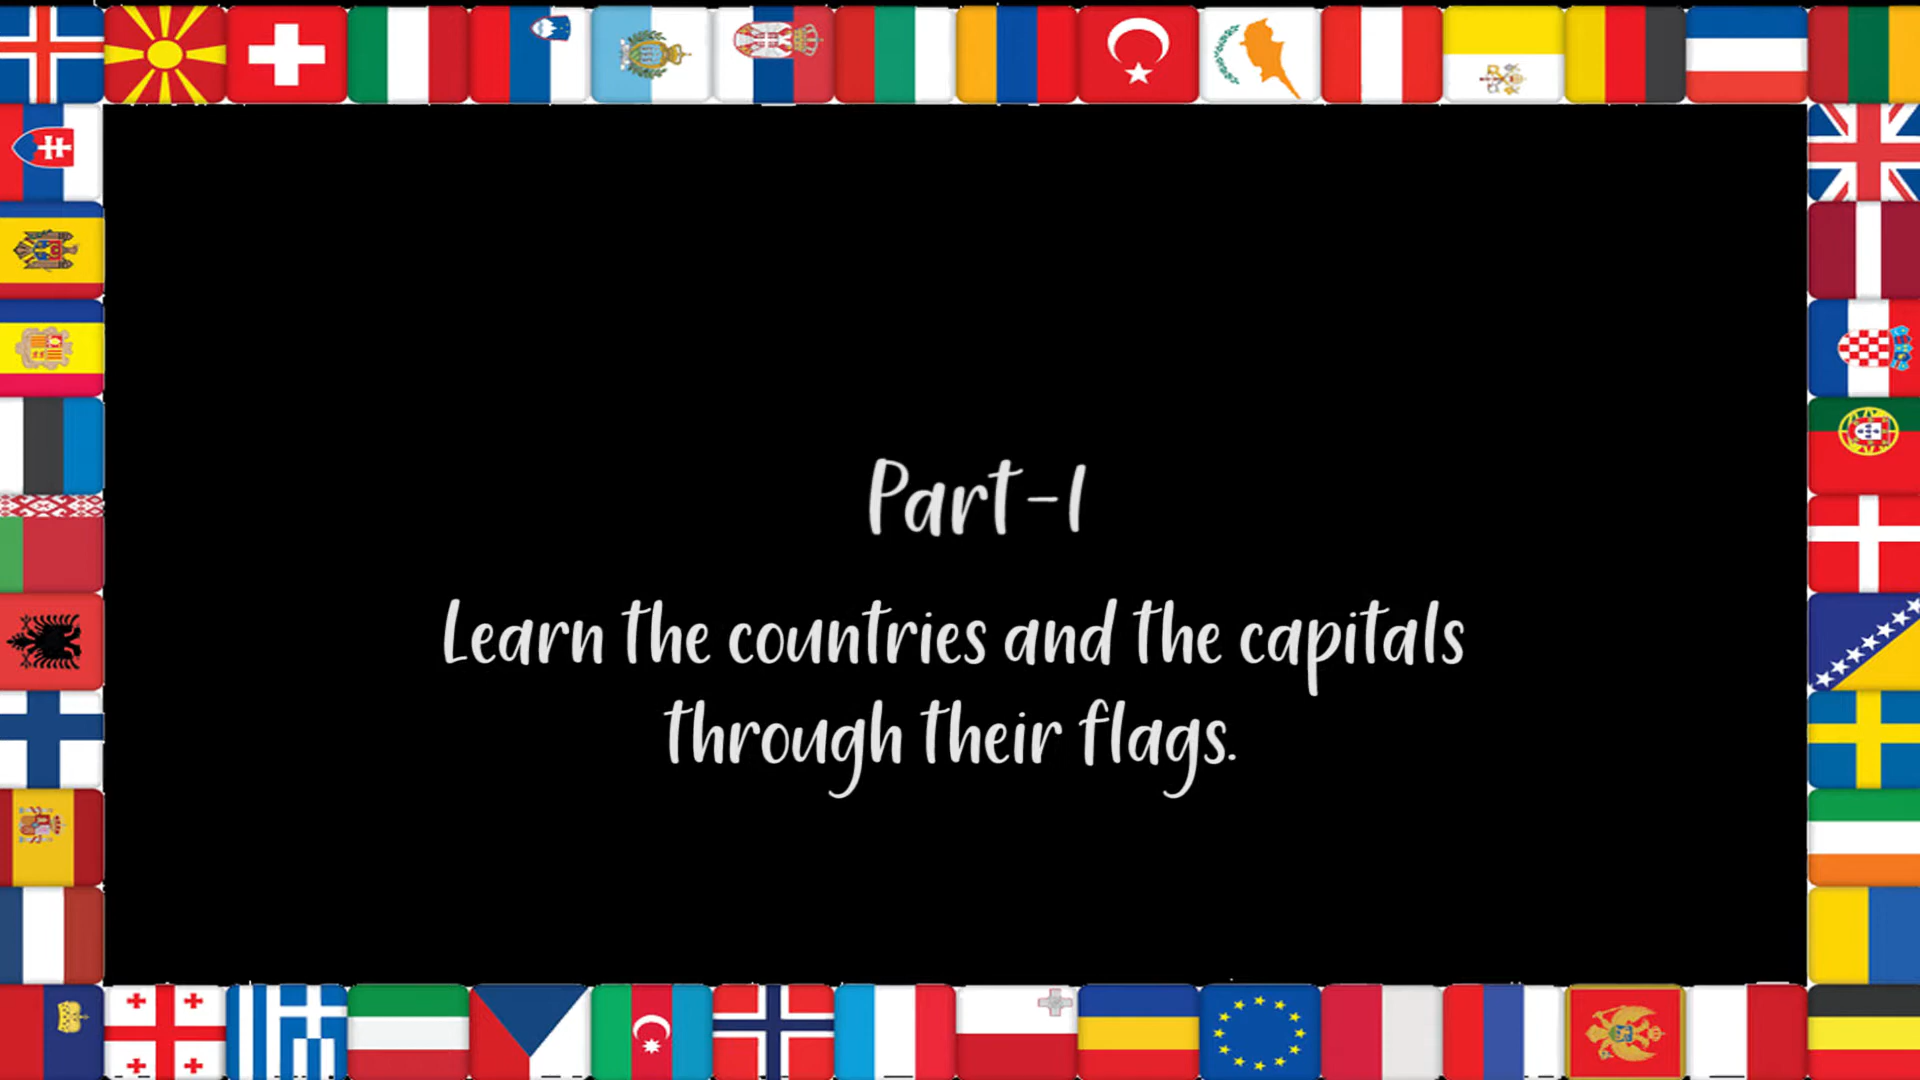 Part-1
Learn the countries and the capitals
through their flags.